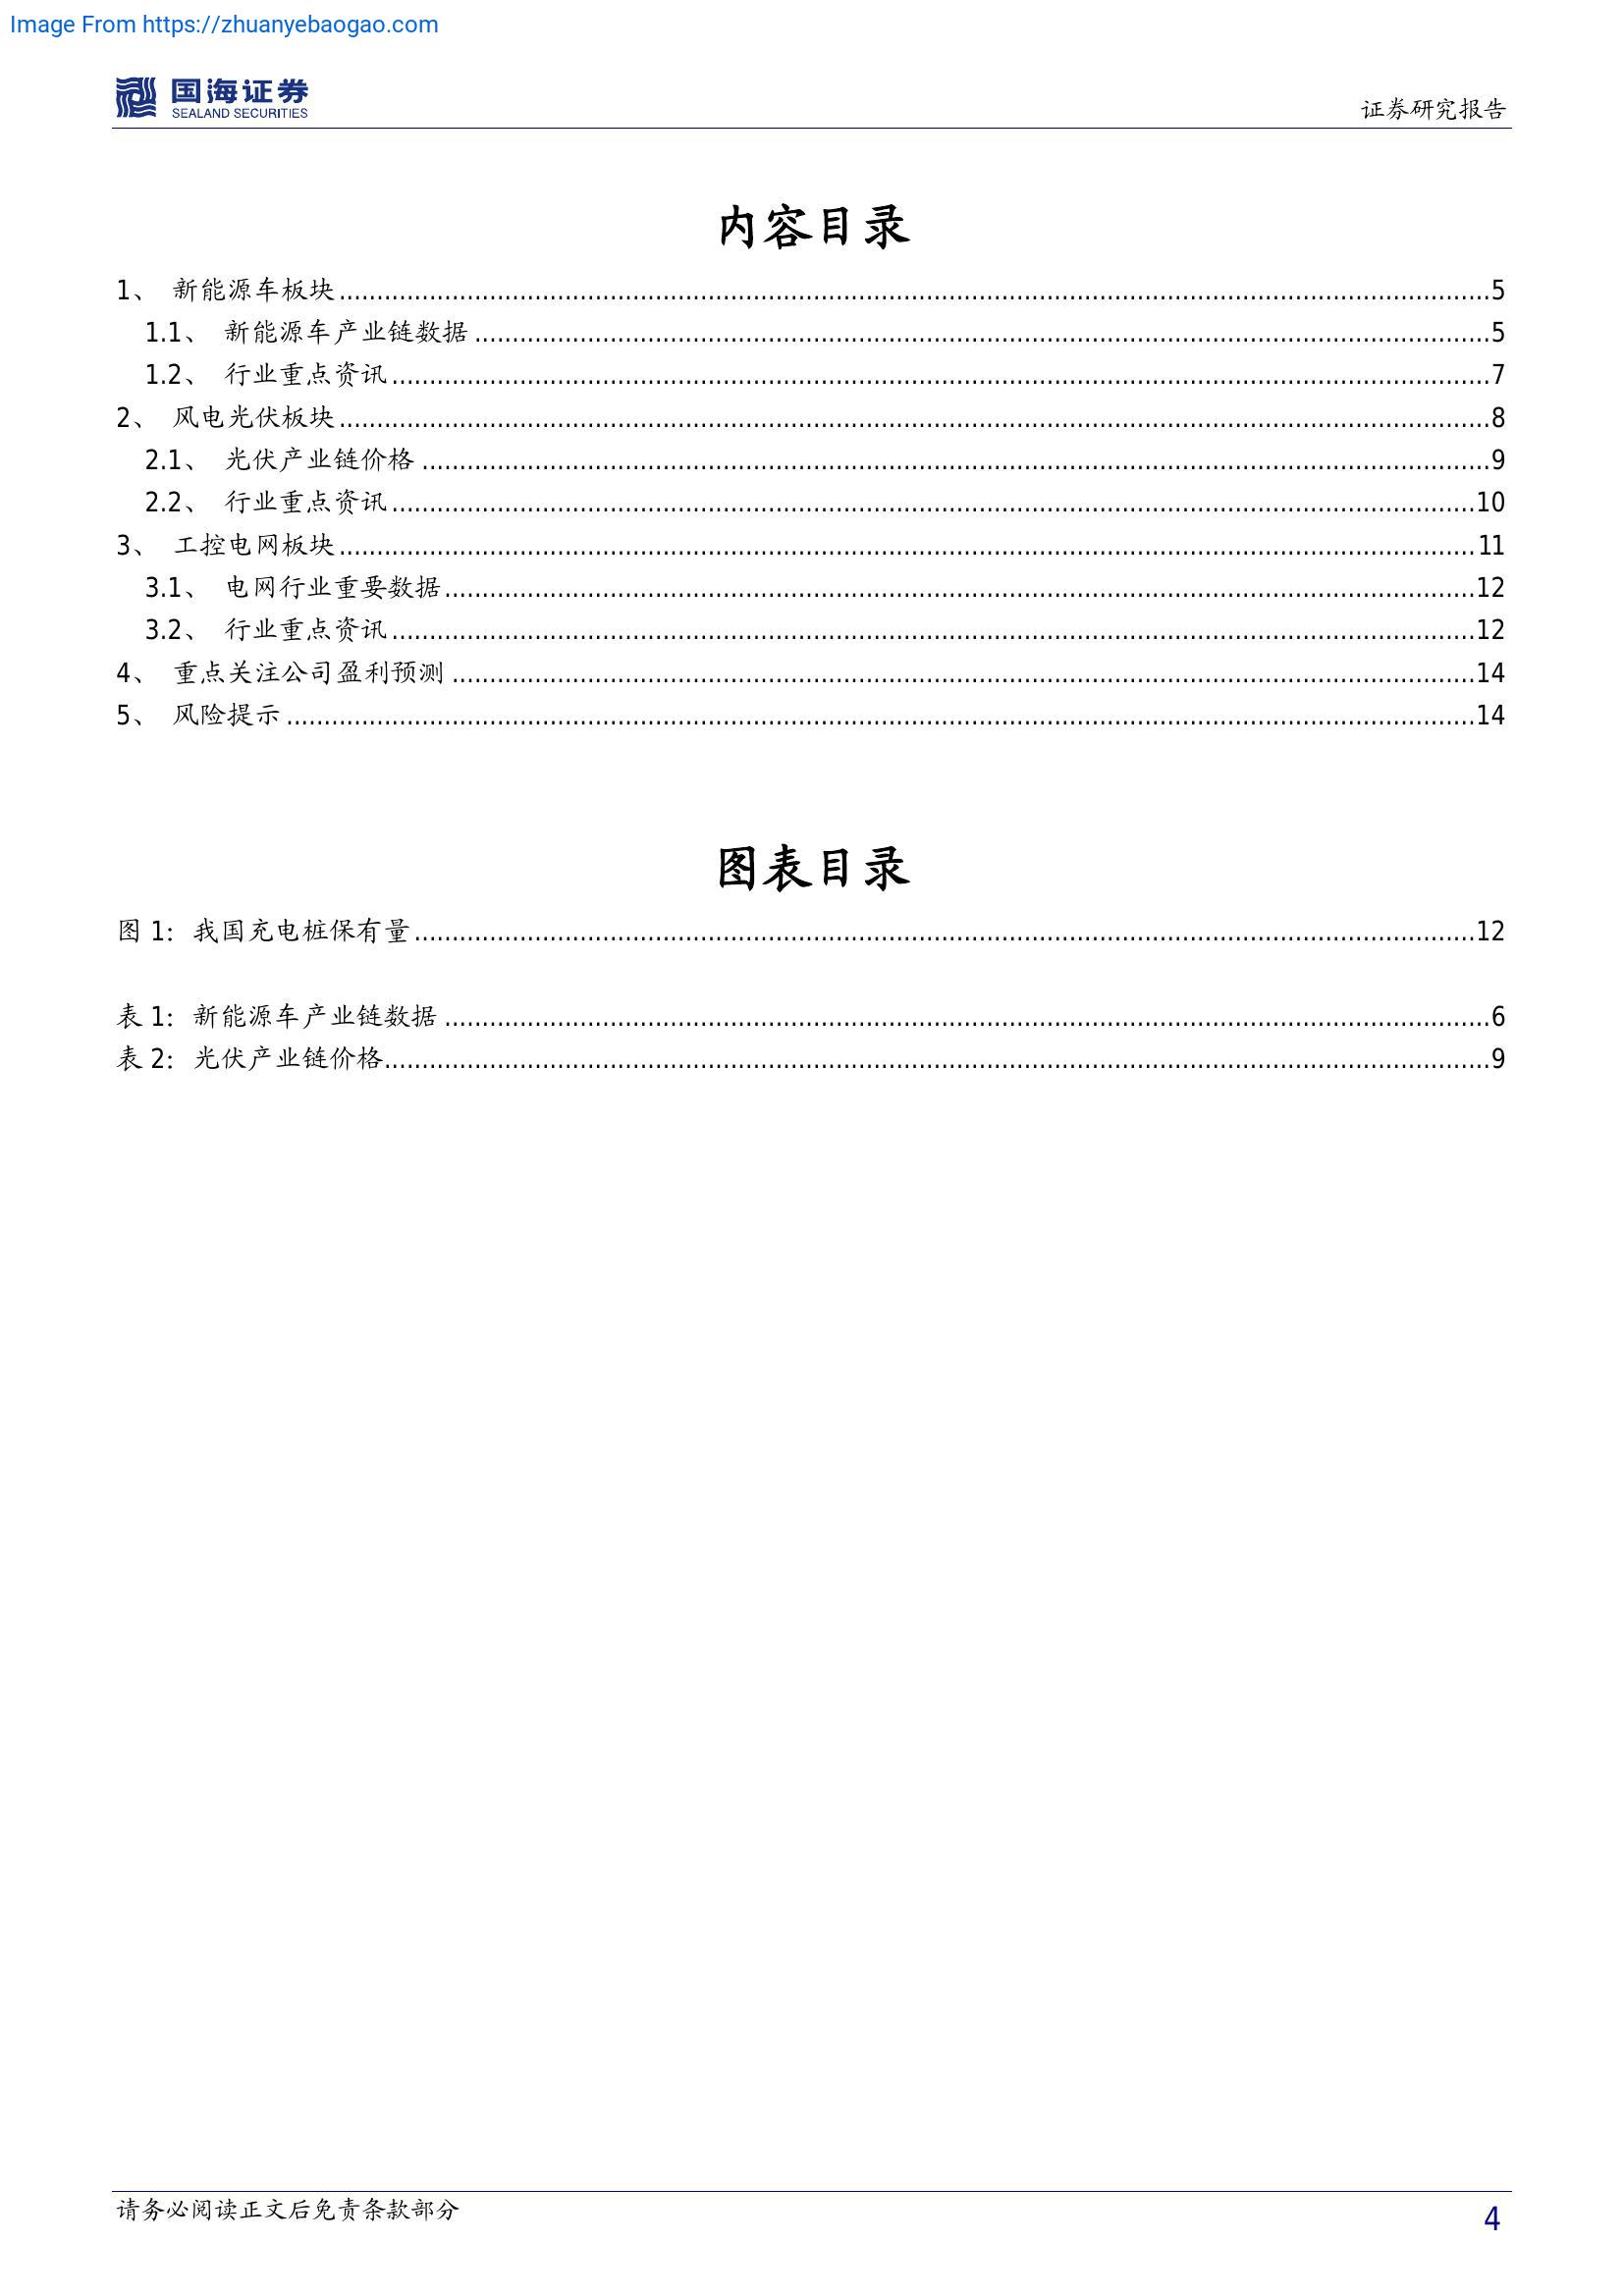 Image From https://zhuanyebaogao.com
国海证券
SEALAND SECURITIES
证券研究报告
内容目录
1、 新能源车板块....................5
1.1、 新能源车产业链数据....................5
1.2、 行业重点资讯....................7
2、 风电光伏板块....................8
2.1、 光伏产业链价格....................9
2.2、 行业重点资讯....................10
3、 工控电网板块....................11
3.1、 电网行业重要数据....................12
3.2、 行业重点资讯....................12
4、 重点关注公司盈利预测....................14
5、 风险提示....................14
图表目录
图 1：我国充电桩保有量....................12
表 1：新能源车产业链数据....................6
表 2：光伏产业链价格....................9
请务必阅读正文后免责条款部分
4